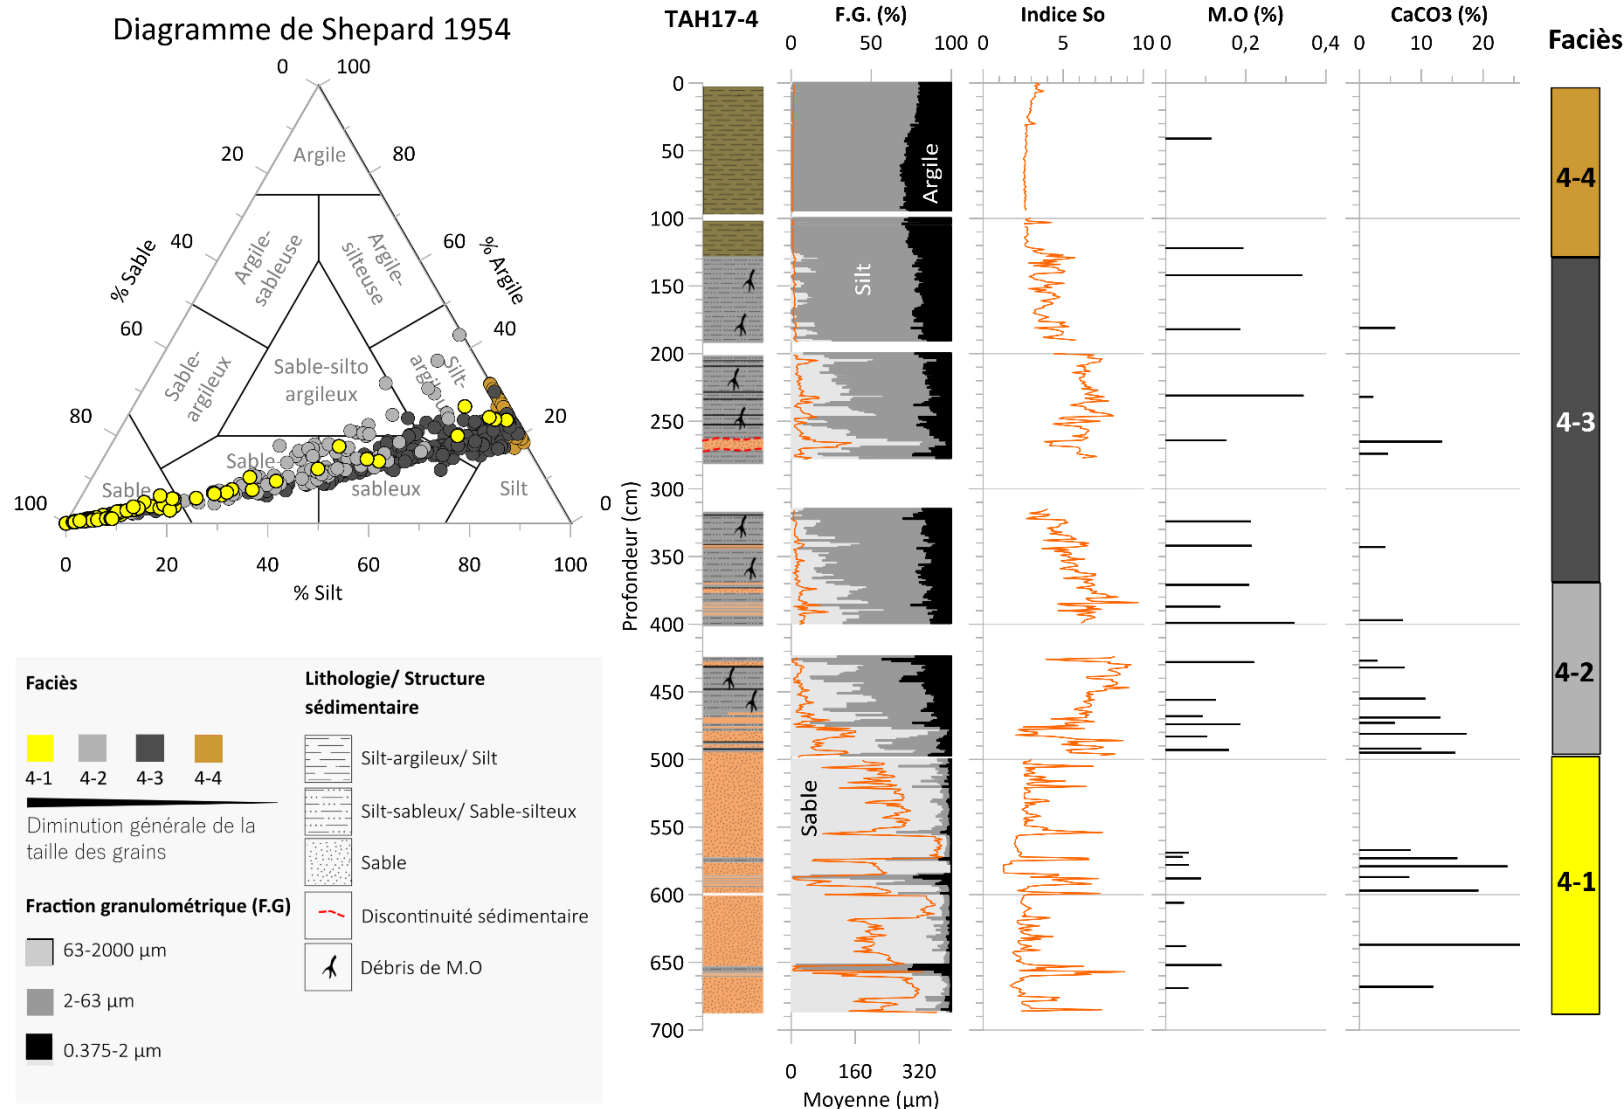 Diagramme de Shepard 1954
0 100
Argile
20 80
Argile-
sableuse
Argile-
silteuse
40 60
% Sable
% Argile
60 40
Sable-
argileux
Sable-silto
argileux
Silt-
argileux
80 20
Sable
Sable
sableux
Silt
100 0
0 20 40 60 80 100
% Silt
Faciès
4-1 4-2 4-3 4-4
Diminution générale de la
taille des grains
Fraction granulométrique (F.G)
63-2000 µm
2-63 µm
0.375-2 µm
Lithologie/ Structure
sédimentaire
Silt-argileux/ Silt
Silt-sableux/ Sable-silteux
Sable
Discontinuité sédimentaire
Débris de M.O
TAH17-4 F.G. (%) Indice So M.O (%) CaCO3 (%) Faciès
0 50 100 0 5 10 0 0,2 0,4 0 10 20
Profondeur (cm)
0
50
100
150
200
250
300
350
400
450
500
550
600
650
700
Argile
Silt
Sable
0 160 320
Moyenne (µm)
4-4
4-3
4-2
4-1